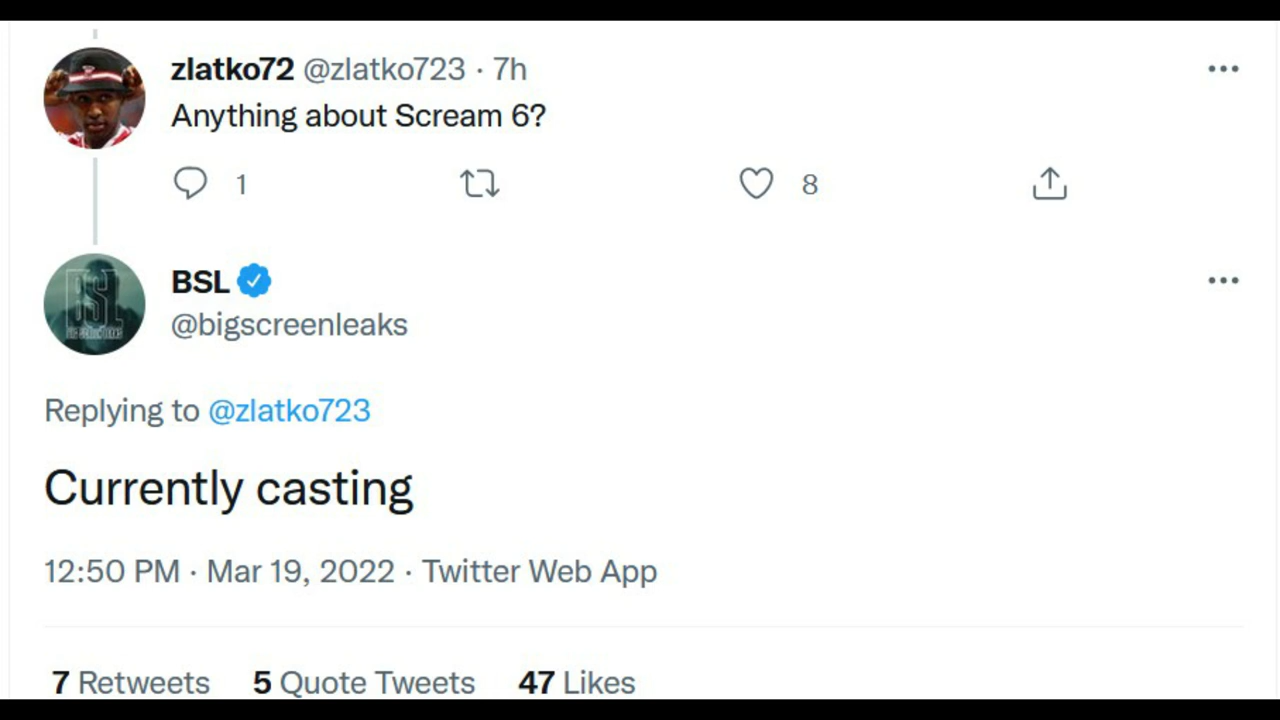 zlatko72 @zlatko723 · 7h
Anything about Scream 6?
1 8
BSL
@bigscreenleaks
BSL
Replying to @zlatko723
Currently casting
12:50 PM · Mar 19, 2022 · Twitter Web App
7 Retweets 5 Quote Tweets 47 Likes